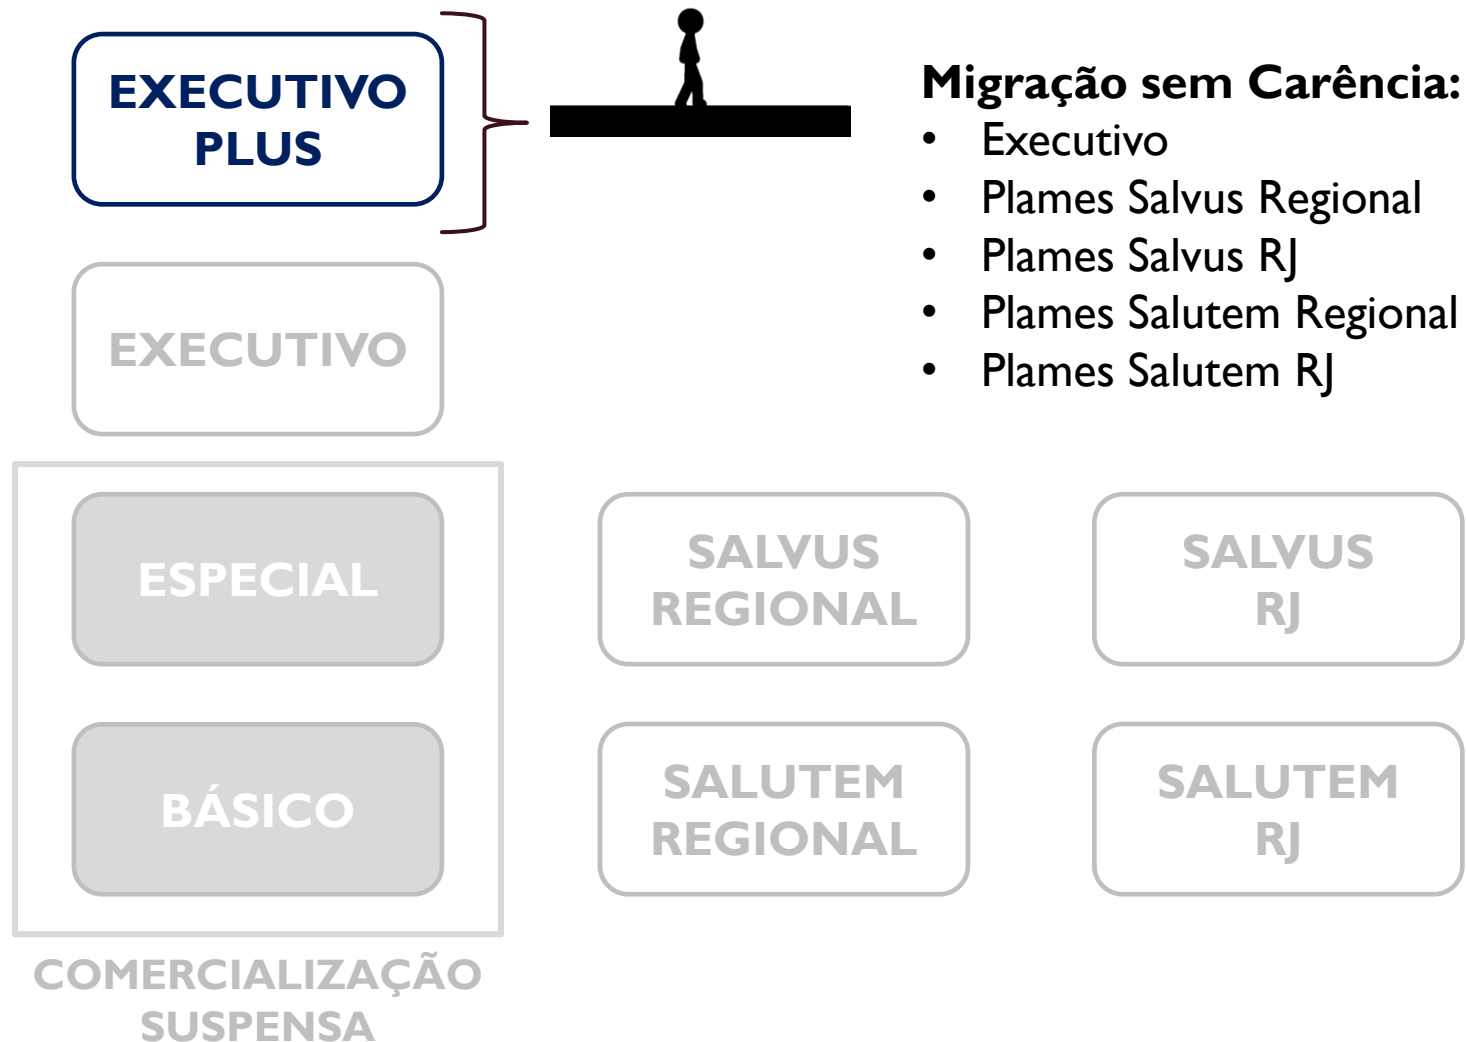 EXECUTIVO
PLUS
Migração sem Carência:
• Executivo
• Plames Salvus Regional
• Plames Salvus RJ
• Plames Salutem Regional
• Plames Salutem RJ
EXECUTIVO
ESPECIAL
SALVUS
REGIONAL
SALVUS
RJ
BÁSICO
SALUTEM
REGIONAL
SALUTEM
RJ
COMERCIALIZAÇÃO
SUSPENSA